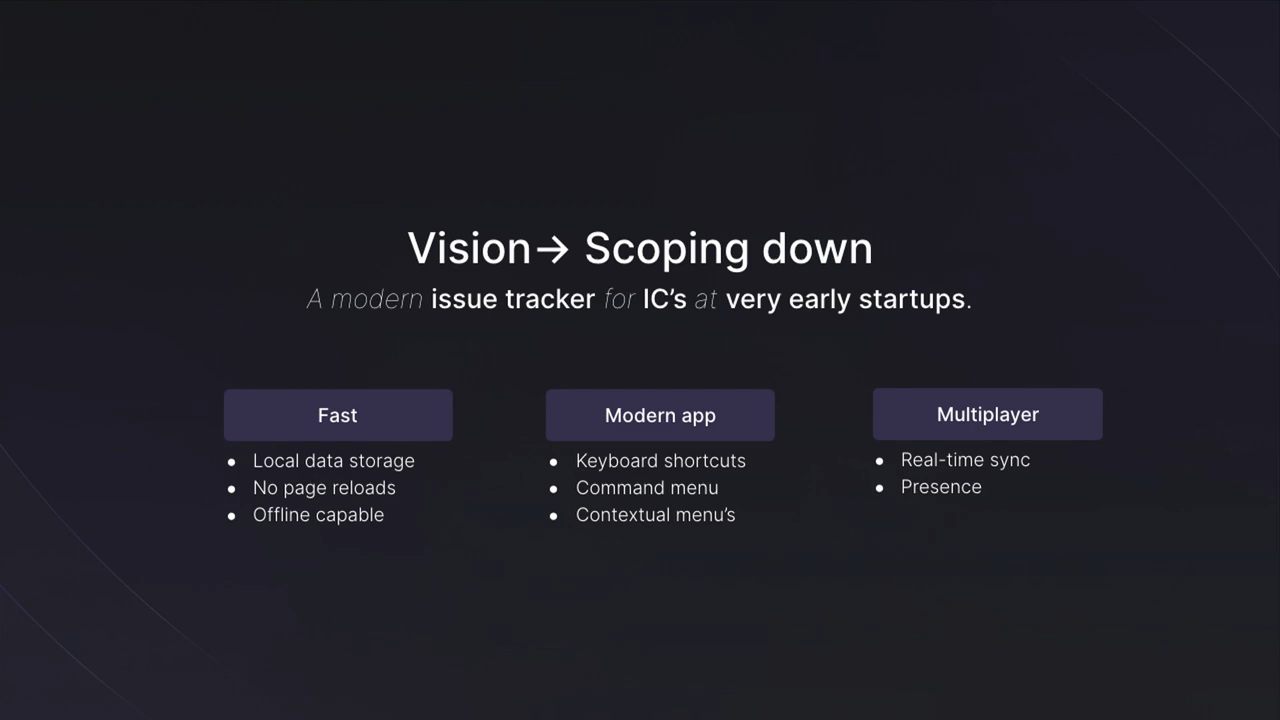 Vision→ Scoping down
A modern issue tracker for IC’s at very early startups.
Fast
• Local data storage
• No page reloads
• Offline capable
Modern app
• Keyboard shortcuts
• Command menu
• Contextual menu’s
Multiplayer
• Real-time sync
• Presence